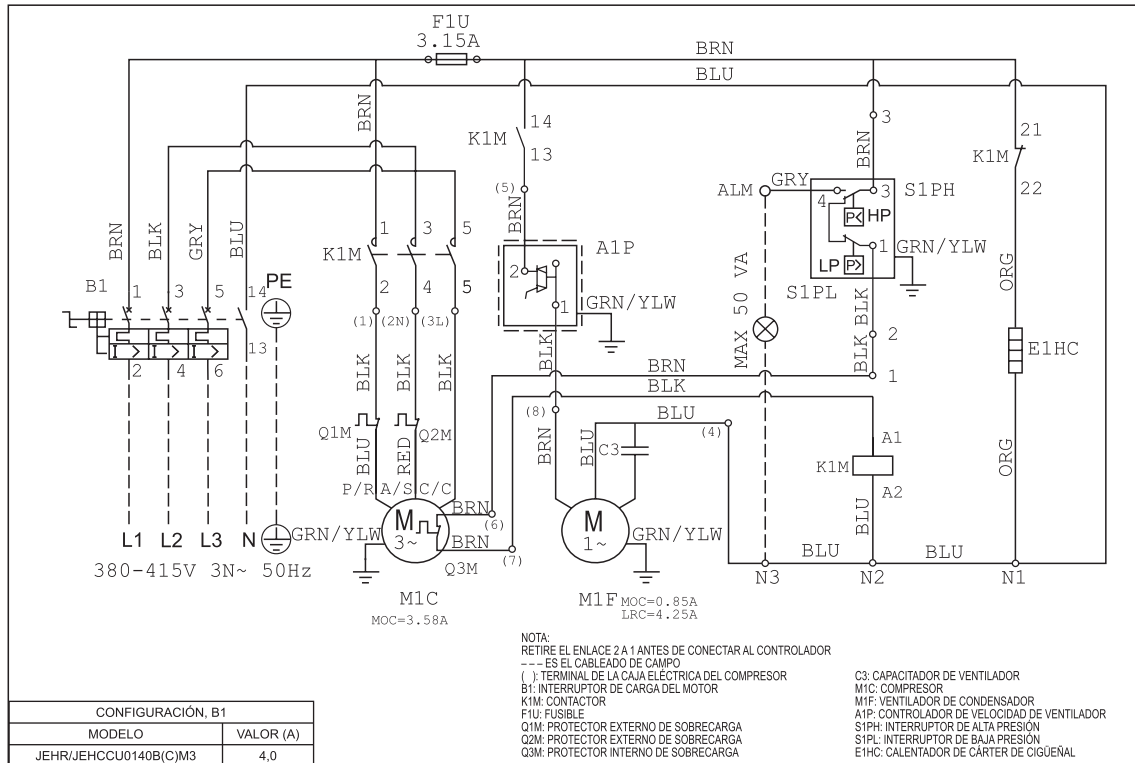 F1U
3.15A
BRN
BLU
BRN
14
K1M
13
(5)
BRN
3
BRN
21
K1M
22
ALM
GRY
4
3
S1PH
P<
HP
1
LP
P>
GRN/YLW
S1PL
BRN
BLK
GRY
BLU
B1
1
3
5
14
PE
13
I >
I >
I >
2
4
6
1
3
5
K1M
2
4
5
(1)
(2N)
(3L)
A1P
2
1
GRN/YLW
MAX 50 VA
BLK
BLK
2
1
ORG
E1HC
ORG
BLK
BLK
BLK
BLK
BRN
BLK
Q1M
Q2M
BLU
RED
(8)
BRN
BLU
BLU
C3
(4)
A1
K1M
A2
BLU
P/R
A/S
C/C
M
3~
BRN
(6)
BRN
(7)
Q3M
GRN/YLW
M
1~
GRN/YLW
BLU
BLU
N3
N2
N1
L1
L2
L3
N
380-415V 3N~ 50Hz
M1C
MOC=3.58A
M1F
MOC=0.85A
LRC=4.25A
NOTA:
RETIRE EL ENLACE 2 A 1 ANTES DE CONECTAR AL CONTROLADOR
--- ES EL CABLEADO DE CAMPO
( ): TERMINAL DE LA CAJA ELÉCTRICA DEL COMPRESOR
B1: INTERRUPTOR DE CARGA DEL MOTOR
K1M: CONTACTOR
F1U: FUSIBLE
Q1M: PROTECTOR EXTERNO DE SOBRECARGA
Q2M: PROTECTOR EXTERNO DE SOBRECARGA
Q3M: PROTECTOR INTERNO DE SOBRECARGA
C3: CAPACITADOR DE VENTILADOR
M1C: COMPRESOR
M1F: VENTILADOR DE CONDENSADOR
A1P: CONTROLADOR DE VELOCIDAD DE VENTILADOR
S1PH: INTERRUPTOR DE ALTA PRESIÓN
S1PL: INTERRUPTOR DE BAJA PRESIÓN
E1HC: CALENTADOR DE CÁRTER DE CIGÜEÑAL
CONFIGURACIÓN, B1
MODELO
VALOR (A)
JEHR/JEHCCU0140B(C)M3
4,0